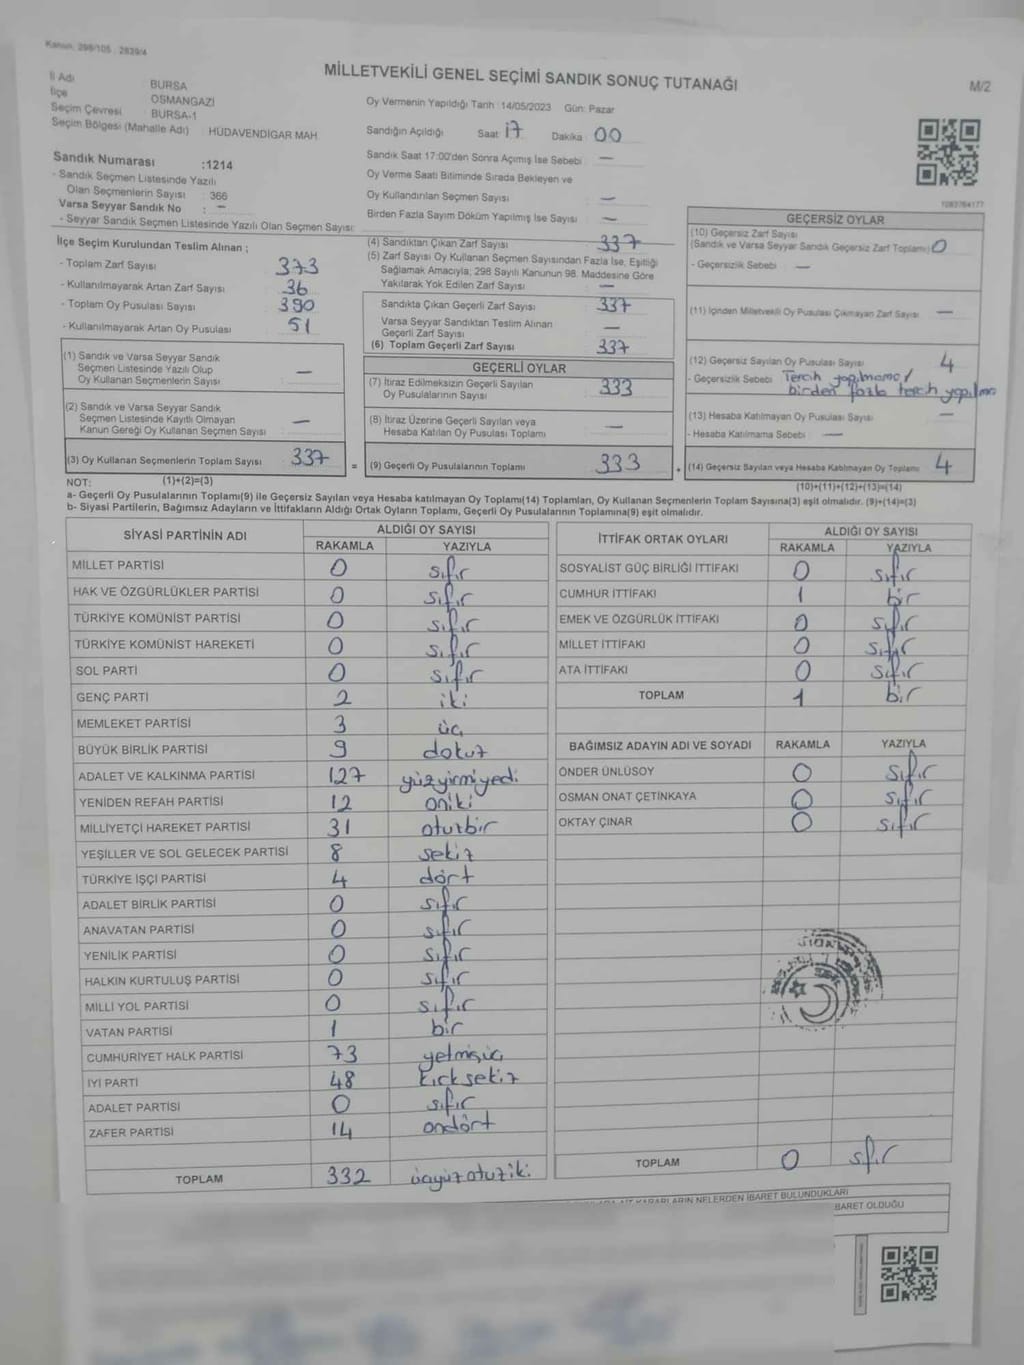 Kanun: 298/105 - 2839/4
MİLLETVEKİLİ GENEL SEÇİMİ SANDIK SONUÇ TUTANAĞI
M/2
İl Adı BURSA
İlçe OSMANGAZİ
Seçim Çevresi BURSA-1
Seçim Bölgesi (Mahalle Adı) : HÜDAVENDİGAR MAH.
Oy Vermenin Yapıldığı Tarih :14/05/2023 Gün: Pazar
Sandığın Açıldığı Saat 17 Dakika 00
Sandık Saat 17:00'den Sonra Açımış İse Sebebi —
Oy Verme Saati Bitiminde Sırada Bekleyen ve
Oy Kullandırılan Seçmen Sayısı —
Birden Fazla Sayım Döküm Yapılmış İse Sayısı —
Sandık Numarası :1214
- Sandık Seçmen Listesinde Yazılı
Olan Seçmenlerin Sayısı : 366
Varsa Seyyar Sandık No : —
- Seyyar Sandık Seçmen Listesinde Yazılı Olan Seçmen Sayısı:
1083764177
İlçe Seçim Kurulundan Teslim Alınan ;
- Toplam Zarf Sayısı 373
- Kullanılmayarak Artan Zarf Sayısı 36
- Toplam Oy Pusulası Sayısı 390
- Kullanılmayarak Artan Oy Pusulası 51
(1) Sandık ve Varsa Seyyar Sandık
Seçmen Listesinde Yazılı Olup
Oy Kullanan Seçmenlerin Sayısı —
(2) Sandık ve Varsa Seyyar Sandık
Seçmen Listesinde Kayıtlı Olmayan
Kanun Gereği Oy Kullanan Seçmen Sayısı —
(3) Oy Kullanan Seçmenlerin Toplam Sayısı 337
(1)+(2)=(3)
(4) Sandıktan Çıkan Zarf Sayısı 337
(5) Zarf Sayısı Oy Kullanan Seçmen Sayısından Fazla İse, Eşitliği
Sağlamak Amacıyla; 298 Sayılı Kanunun 98. Maddesine Göre
Yakılarak Yok Edilen Zarf Sayısı —
Sandıkta Çıkan Geçerli Zarf Sayısı 337
Varsa Seyyar Sandıktan Teslim Alınan
Geçerli Zarf Sayısı —
(6) Toplam Geçerli Zarf Sayısı 337
GEÇERLİ OYLAR
(7) İtiraz Edilmeksizin Geçerli Sayılan
Oy Pusulalarının Sayısı 333
(8) İtiraz Üzerine Geçerli Sayılan veya
Hesaba Katılan Oy Pusulası Toplamı —
= (9) Geçerli Oy Pusulalarının Toplamı 333
GEÇERSİZ OYLAR
(10) Geçersiz Zarf Sayısı
(Sandık ve Varsa Seyyar Sandık Geçersiz Zarf Toplamı) 0
- Geçersizlik Sebebi : —
(11) İçinden Milletvekili Oy Pusulası Çıkmayan Zarf Sayısı —
(12) Geçersiz Sayılan Oy Pusulası Sayısı 4
- Geçersizlik Sebebi Tercih yapılmama/
birden fazla terch yapılma
(13) Hesaba Katılmayan Oy Pusulası Sayısı —
- Hesaba Katılmama Sebebi : —
+ (14) Geçersiz Sayılan veya Hesaba Katılmayan Oy Toplamı 4
(10)+(11)+(12)+(13)=(14)
NOT:
a- Geçerli Oy Pusulalarının Toplamı(9) ile Geçersiz Sayılan veya Hesaba katılmayan Oy Toplamı(14) Toplamları, Oy Kullanan Seçmenlerin Toplam Sayısına(3) eşit olmalıdır. (9)+(14)=(3)
b- Siyasi Partilerin, Bağımsız Adayların ve İttifakların Aldığı Ortak Oyların Toplamı, Geçerli Oy Pusulalarının Toplamına(9) eşit olmalıdır.
SİYASİ PARTİNİN ADI ALDIĞI OY SAYISI
RAKAMLA YAZIYLA
MİLLET PARTİSİ 0 sıfır
HAK VE ÖZGÜRLÜKLER PARTİSİ 0 sıfır
TÜRKİYE KOMÜNİST PARTİSİ 0 sıfır
TÜRKİYE KOMÜNİST HAREKETİ 0 sıfır
SOL PARTİ 0 sıfır
GENÇ PARTİ 2 iki
MEMLEKET PARTİSİ 3 üç
BÜYÜK BİRLİK PARTİSİ 9 dokuz
ADALET VE KALKINMA PARTİSİ 127 yüzyirmiyedi
YENİDEN REFAH PARTİSİ 12 oniki
MİLLİYETÇİ HAREKET PARTİSİ 31 otuzbir
YEŞİLLER VE SOL GELECEK PARTİSİ 8 sekiz
TÜRKİYE İŞÇİ PARTİSİ 4 dört
ADALET BİRLİK PARTİSİ 0 sıfır
ANAVATAN PARTİSİ 0 sıfır
YENİLİK PARTİSİ 0 sıfır
HALKIN KURTULUŞ PARTİSİ 0 sıfır
MİLLİ YOL PARTİSİ 0 sıfır
VATAN PARTİSİ 1 bir
CUMHURİYET HALK PARTİSİ 73 yetmişüç
İYİ PARTİ 48 kırksekiz
ADALET PARTİSİ 0 sıfır
ZAFER PARTİSİ 14 ondört
TOPLAM 332 üçyüzotuziki
İTTİFAK ORTAK OYLARI ALDIĞI OY SAYISI
RAKAMLA YAZIYLA
SOSYALİST GÜÇ BİRLİĞİ İTTİFAKI 0 sıfır
CUMHUR İTTİFAKI 1 bir
EMEK VE ÖZGÜRLÜK İTTİFAKI 0 sıfır
MİLLET İTTİFAKI 0 sıfır
ATA İTTİFAKI 0 sıfır
TOPLAM 1 bir
BAĞIMSIZ ADAYIN ADI VE SOYADI RAKAMLA YAZIYLA
ÖNDER ÜNLÜSOY 0 sıfır
OSMAN ONAT ÇETİNKAYA 0 sıfır
OKTAY ÇINAR 0 sıfır
TOPLAM 0 sıfır
KARARLARIN NELERDEN İBARET BULUNDUKLARI
İBARET OLDUĞU